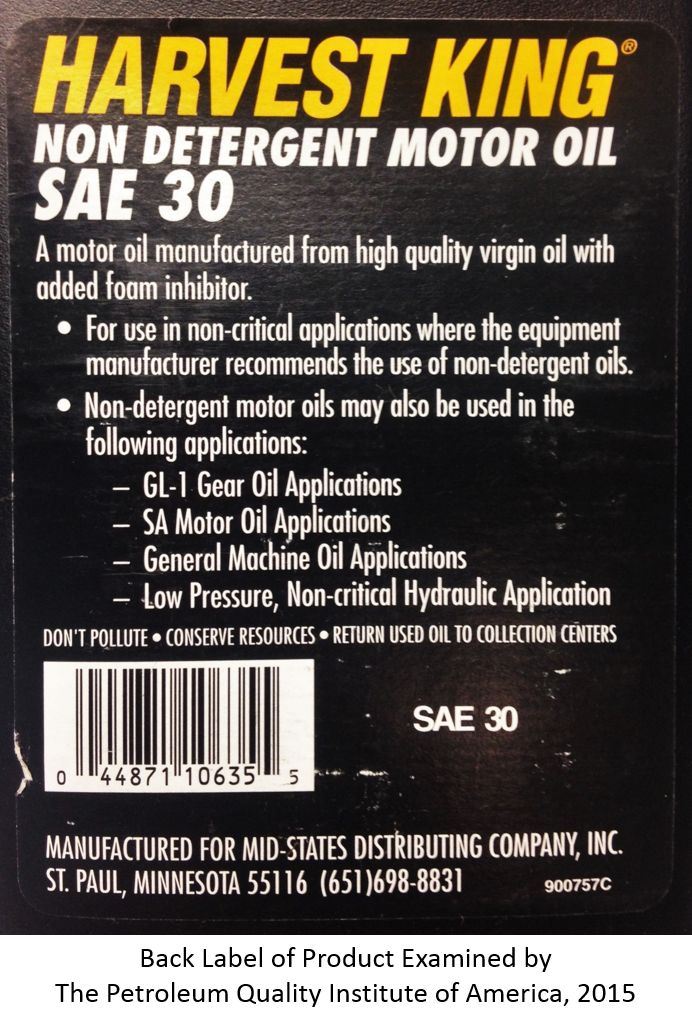 HARVEST KING®
NON DETERGENT MOTOR OIL
SAE 30
A motor oil manufactured from high quality virgin oil with
added foam inhibitor.
• For use in non-critical applications where the equipment
manufacturer recommends the use of non-detergent oils.
• Non-detergent motor oils may also be used in the
following applications:
– GL-1 Gear Oil Applications
– SA Motor Oil Applications
– General Machine Oil Applications
– Low Pressure, Non-critical Hydraulic Application
DON'T POLLUTE • CONSERVE RESOURCES • RETURN USED OIL TO COLLECTION CENTERS
SAE 30
0 44871 10635 5
MANUFACTURED FOR MID-STATES DISTRIBUTING COMPANY, INC.
ST. PAUL, MINNESOTA 55116 (651)698-8831 900757C
Back Label of Product Examined by
The Petroleum Quality Institute of America, 2015